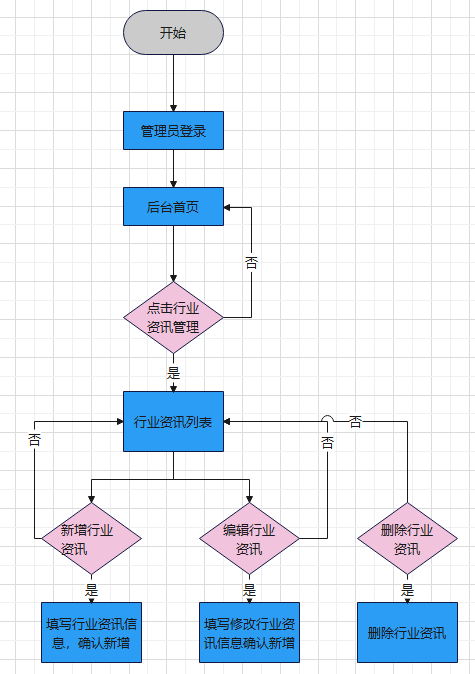 开始
管理员登录
后台首页
否
点击行业
资讯管理
是
行业资讯列表
否
否
否
新增行业
资讯
编辑行业
资讯
删除行业
资讯
是
是
是
填写行业资讯信
息，确认新增
填写修改行业资
讯信息确认新增
删除行业资讯